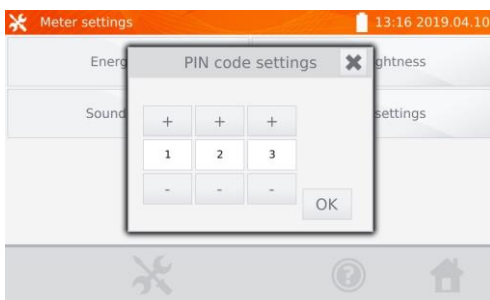 Meter settings 13:16 2019.04.10
Energ PIN code settings ghtness
Sound settings
+ + +
1 2 3
- - -
OK